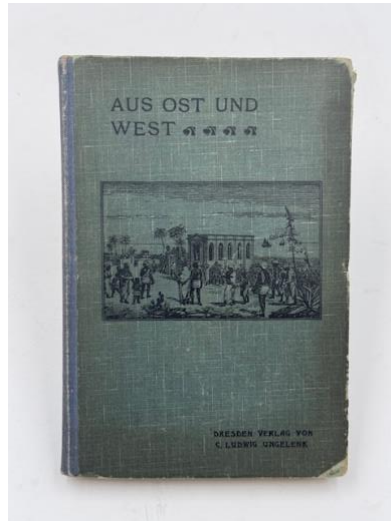 AUS OST UND
WEST
DRESDEN VERLAG VON
C. LUDWIG UNGELENK